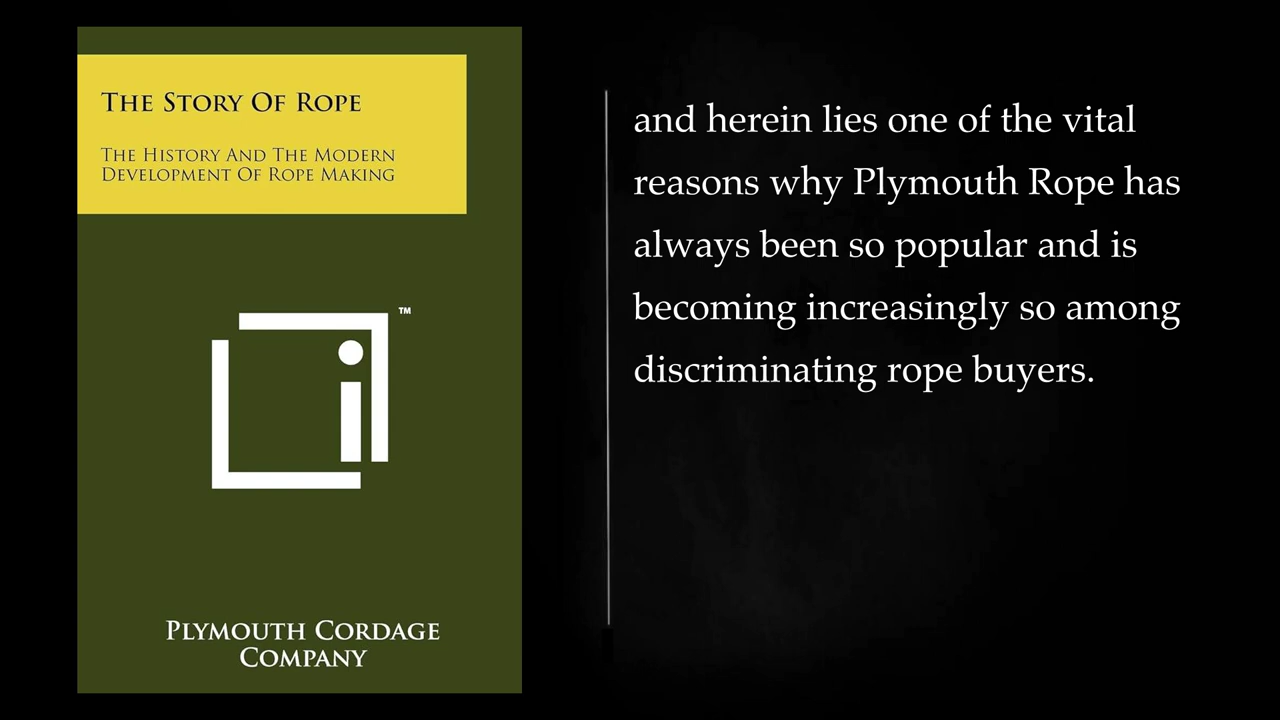 The Story Of Rope
The History And The Modern
Development Of Rope Making
TM
i
Plymouth Cordage
Company
and herein lies one of the vital
reasons why Plymouth Rope has
always been so popular and is
becoming increasingly so among
discriminating rope buyers.